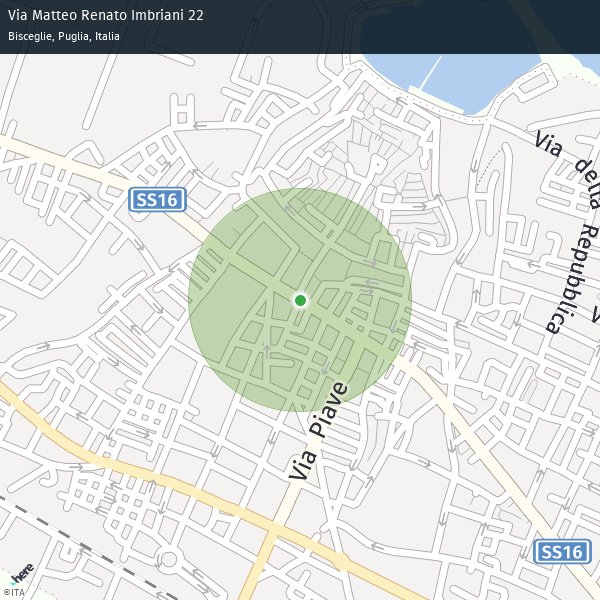 Via Matteo Renato Imbriani 22
Bisceglie, Puglia, Italia
Via della Repubblica
SS16
V
Via Piave
SS16
here
©ITA